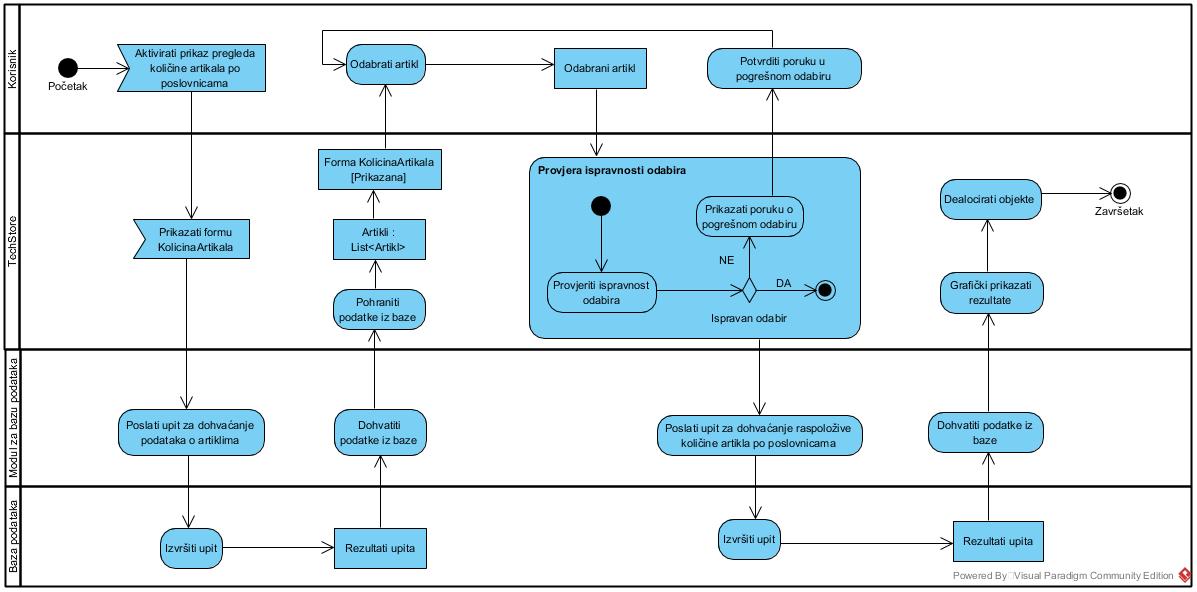 Korisnik
Početak
Aktivirati prikaz pregleda
količine artikala po
poslovnicama
Odabrati artikl
Odabrani artikl
Potvrditi poruku u
pogrešnom odabiru
TechStore
Prikazati formu
KolicinaArtikala
Forma KolicinaArtikala
[Prikazana]
Artikli :
List<Artikl>
Pohraniti
podatke iz baze
Provjera ispravnosti odabira
Provjeriti ispravnost
odabira
Prikazati poruku o
pogrešnom odabiru
NE
DA
Ispravan odabir
Dealocirati objekte
Završetak
Grafički prikazati
rezultate
Modul za bazu podataka
Poslati upit za dohvaćanje
podataka o artiklima
Dohvatiti
podatke iz baze
Poslati upit za dohvaćanje raspoložive
količine artikla po poslovnicama
Dohvatiti podatke iz
baze
Baza podataka
Izvršiti upit
Rezultati upita
Izvršiti upit
Rezultati upita
Powered By Visual Paradigm Community Edition